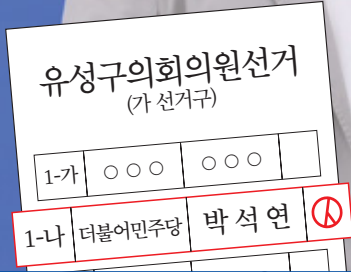 유성구의회의원선거
(가 선거구)
1-가 ○○○ ○○○
1-나 더불어민주당 박석연